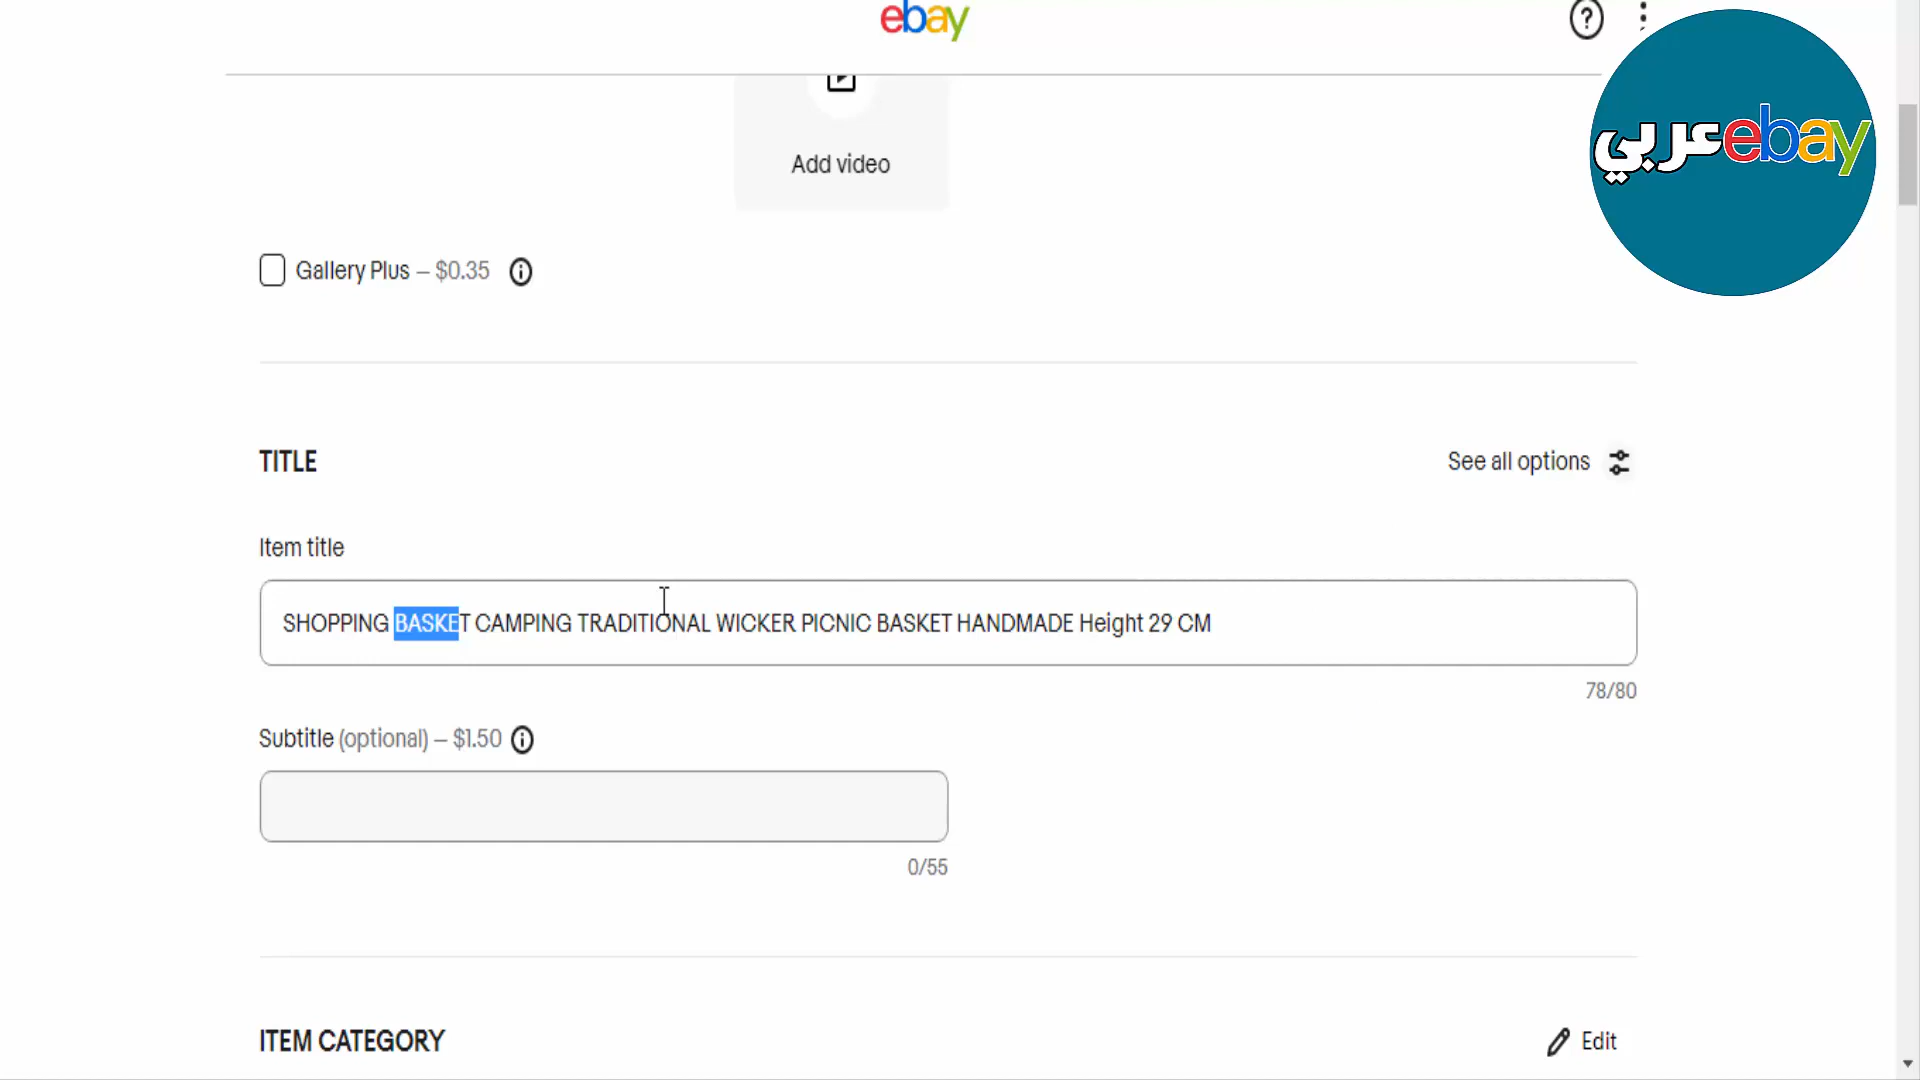 ebay
عربي ebay
Add video
Gallery Plus – $0.35
TITLE
See all options
Item title
SHOPPING BASKET CAMPING TRADITIONAL WICKER PICNIC BASKET HANDMADE Height 29 CM
78/80
Subtitle (optional) – $1.50
0/55
ITEM CATEGORY
Edit